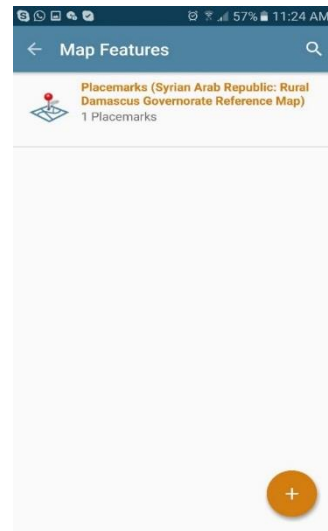 57% 11:24 AM
Map Features
Placemarks (Syrian Arab Republic: Rural
Damascus Governorate Reference Map)
1 Placemarks